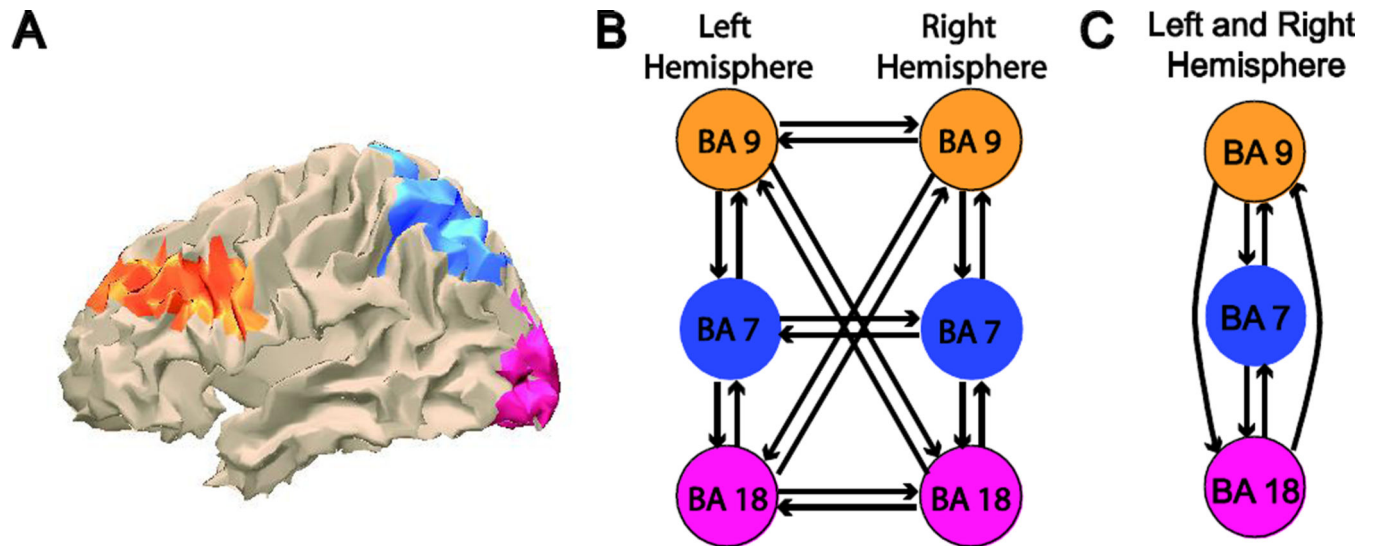 A
B
Left
Hemisphere
Right
Hemisphere
BA 9
BA 9
BA 7
BA 7
BA 18
BA 18
C
Left and Right
Hemisphere
BA 9
BA 7
BA 18